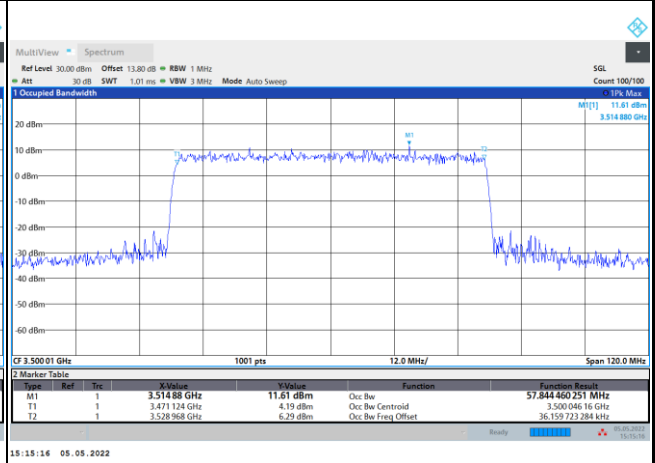 MultiView Spectrum
Ref Level 30.00 dBm Offset 13.80 dB RBW 1 MHz SGL
Att 30 dB SWT 1.01 ms VBW 3 MHz Mode Auto Sweep Count 100/100
1 Occupied Bandwidth 1Pk Max
M1[1] 11.61 dBm
3.514 880 GHz
20 dBm
M1
10 dBm
T1
T2
0 dBm
-10 dBm
-20 dBm
-30 dBm
-40 dBm
-50 dBm
-60 dBm
CF 3.500 01 GHz 1001 pts 12.0 MHz/ Span 120.0 MHz
2 Marker Table
Type Ref Trc X-Value Y-Value Function Function Result
M1 1 3.514 88 GHz 11.61 dBm Occ Bw 57.844 460 251 MHz
T1 1 3.471 124 GHz 4.19 dBm Occ Bw Centroid 3.500 046 16 GHz
T2 1 3.528 968 GHz 6.29 dBm Occ Bw Freq Offset 36.159 723 284 kHz
Ready 05.05.2022
15:15:16
15:15:16 05.05.2022